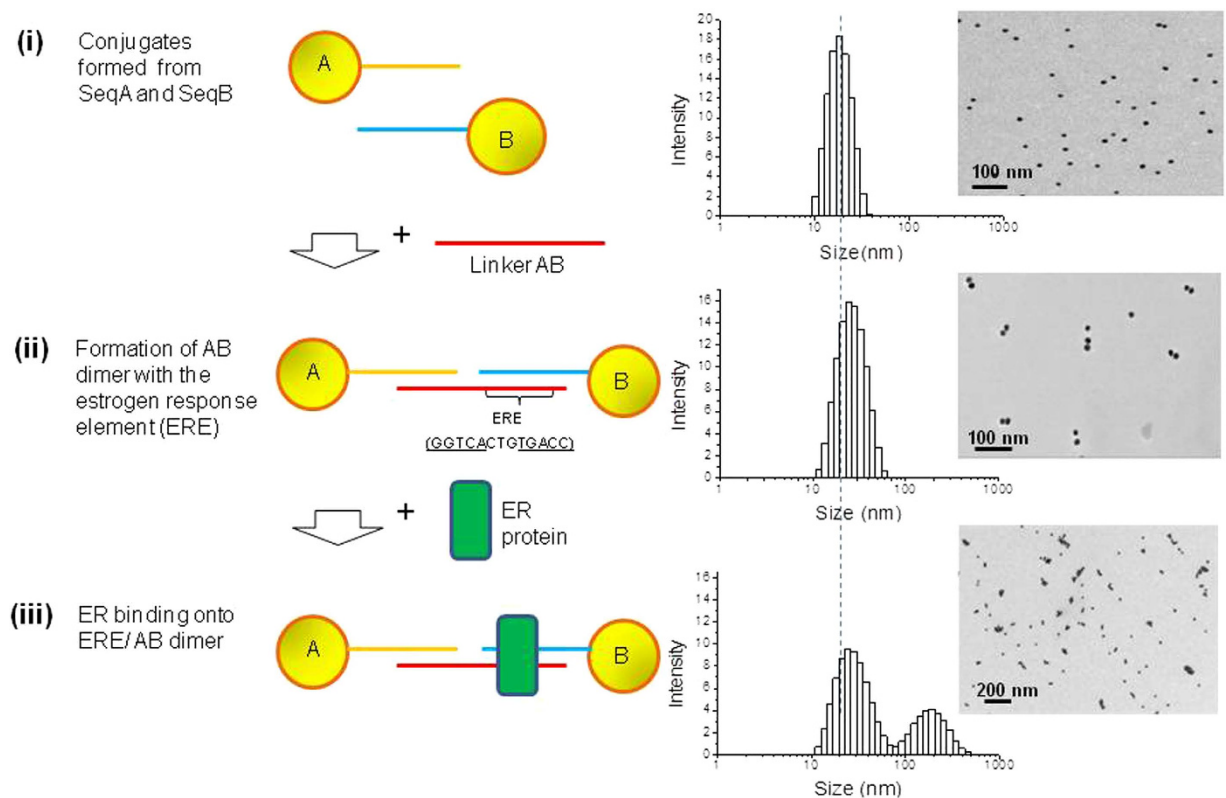 (i)
Conjugates
formed from
SeqA and SeqB
A
B
+
Linker AB
20
18
16
14
12
10
8
6
4
2
0
Intensity
1
10
100
1000
Size (nm)
100 nm
(ii)
Formation of AB
dimer with the
estrogen response
element (ERE)
A
B
ERE
(GGTCACTGTGACC)
+
ER
protein
16
14
12
10
8
6
4
2
0
Intensity
1
10
100
1000
Size (nm)
100 nm
(iii)
ER binding onto
ERE/ AB dimer
A
B
16
14
12
10
8
6
4
2
0
Intensity
1
10
100
1000
Size (nm)
200 nm